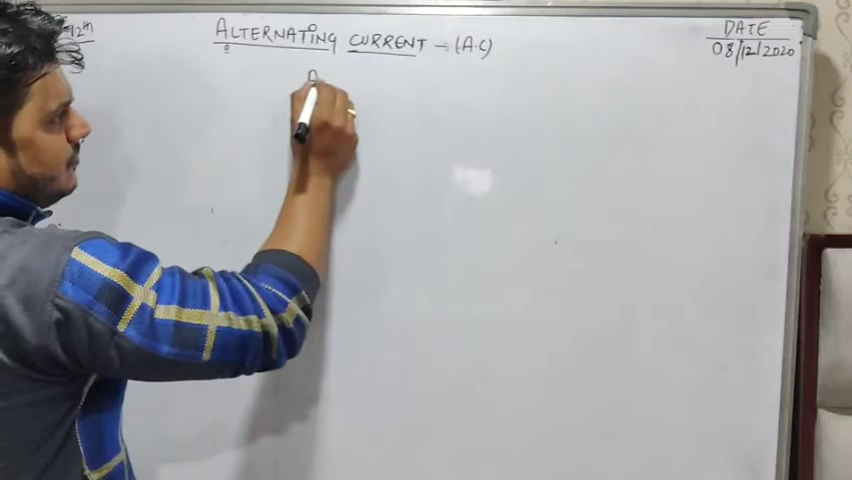 12th
ALTERNATING CURRENT → (A.C)
DATE
08/12/2020
A